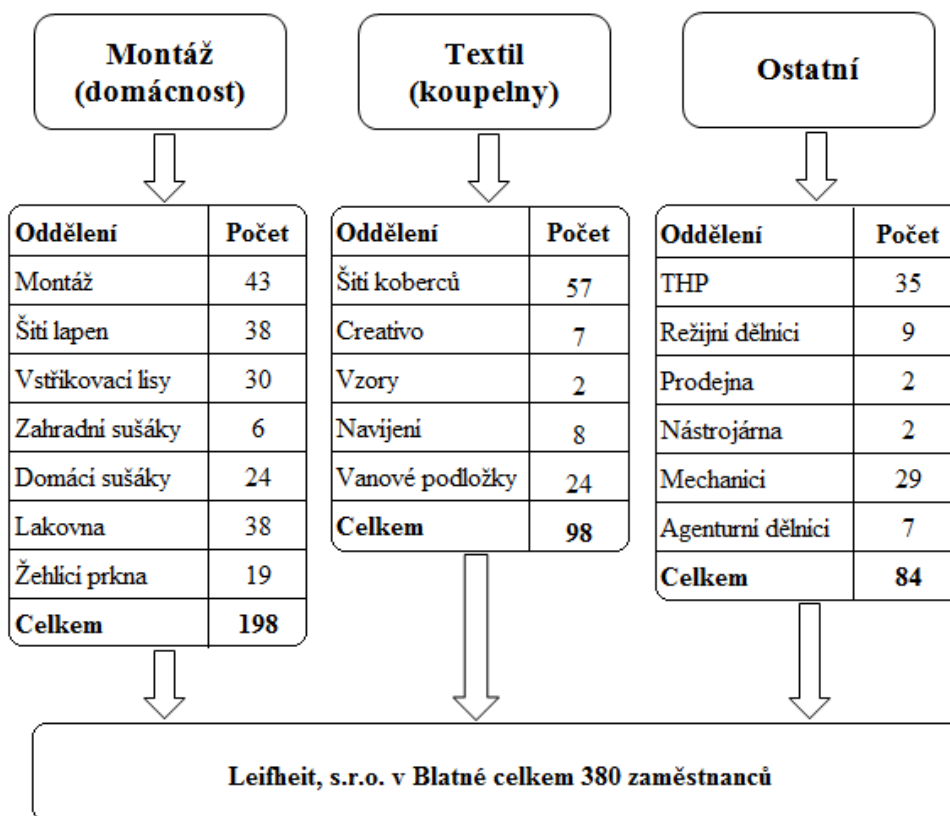 Montáž
(domácnost)
Textil
(koupelny)
Ostatní
Oddělení Počet
Montáž 43
Šití lapen 38
Vstřikovací lisy 30
Zahradní sušáky 6
Domácí sušáky 24
Lakovna 38
Žehlící prkna 19
Celkem 198
Oddělení Počet
Šití koberců 57
Creativo 7
Vzory 2
Navíjení 8
Vanové podložky 24
Celkem 98
Oddělení Počet
THP 35
Režijní dělníci 9
Prodejna 2
Nástrojárna 2
Mechanici 29
Agenturní dělníci 7
Celkem 84
Leifheit, s.r.o. v Blatné celkem 380 zaměstnanců